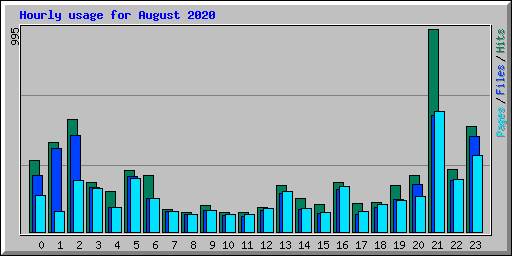 Hourly usage for August 2020
995
Pages/Files/Hits
0 1 2 3 4 5 6 7 8 9 10 11 12 13 14 15 16 17 18 19 20 21 22 23